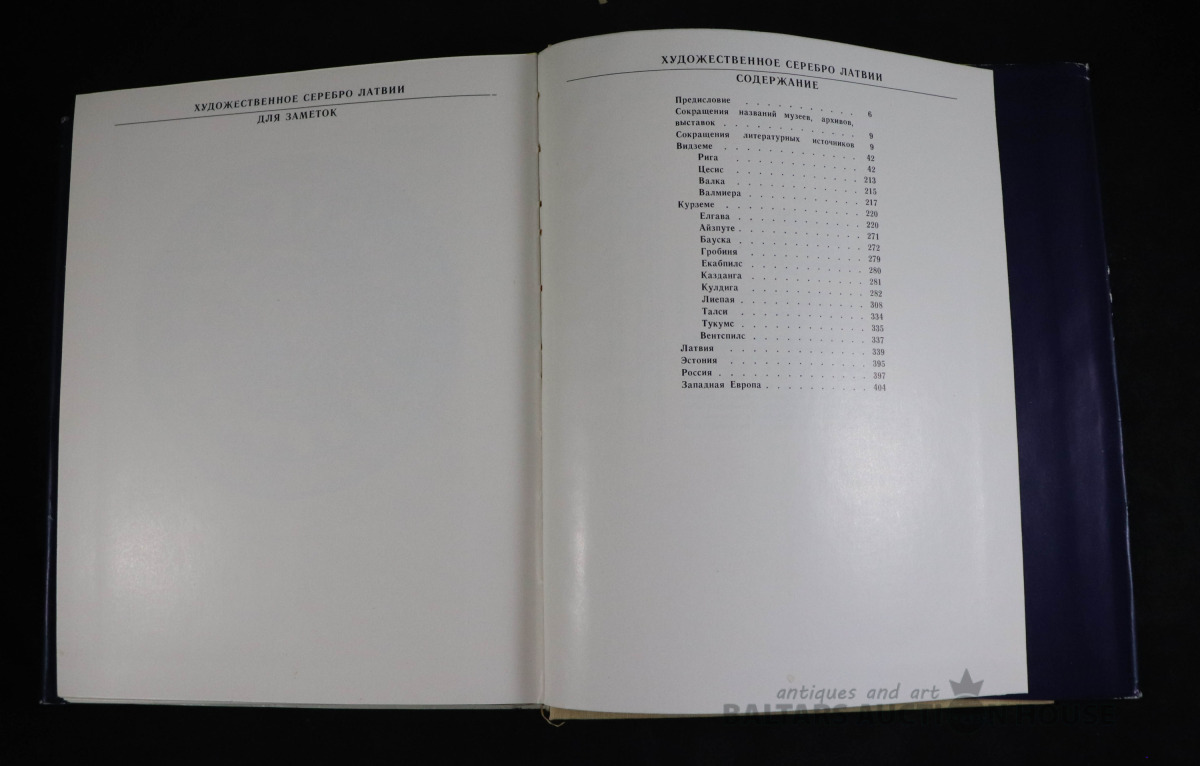 ХУДОЖЕСТВЕННОЕ СЕРЕБРО ЛАТВИИ
ДЛЯ ЗАМЕТОК
ХУДОЖЕСТВЕННОЕ СЕРЕБРО ЛАТВИИ
СОДЕРЖАНИЕ
Предисловие . . . . . . . . . . 6
Сокращения названий музеев, архивов,
выставок . . . . . . . . . . . 9
Сокращения литературных источников 9
Видземе . . . . . . . . . . . 42
Рига . . . . . . . . . . 42
Цесис . . . . . . . . . . 213
Валка . . . . . . . . . . 215
Валмиера . . . . . . . . . 217
Курземе . . . . . . . . . . . 220
Елгава . . . . . . . . . . 220
Айзпуте . . . . . . . . . . 271
Бауска . . . . . . . . . . 272
Гробиня . . . . . . . . . 279
Екабпилс . . . . . . . . . 280
Казданга . . . . . . . . . 281
Кулдига . . . . . . . . . 282
Лиепая . . . . . . . . . . 308
Талси . . . . . . . . . . 334
Тукумс . . . . . . . . . . 335
Вентспилс . . . . . . . . . 337
Латвия . . . . . . . . . . . 339
Эстония . . . . . . . . . . . 395
Россия . . . . . . . . . . . 397
Западная Европа . . . . . . . . 404
antiques and art
BALTARS AUCTION HOUSE